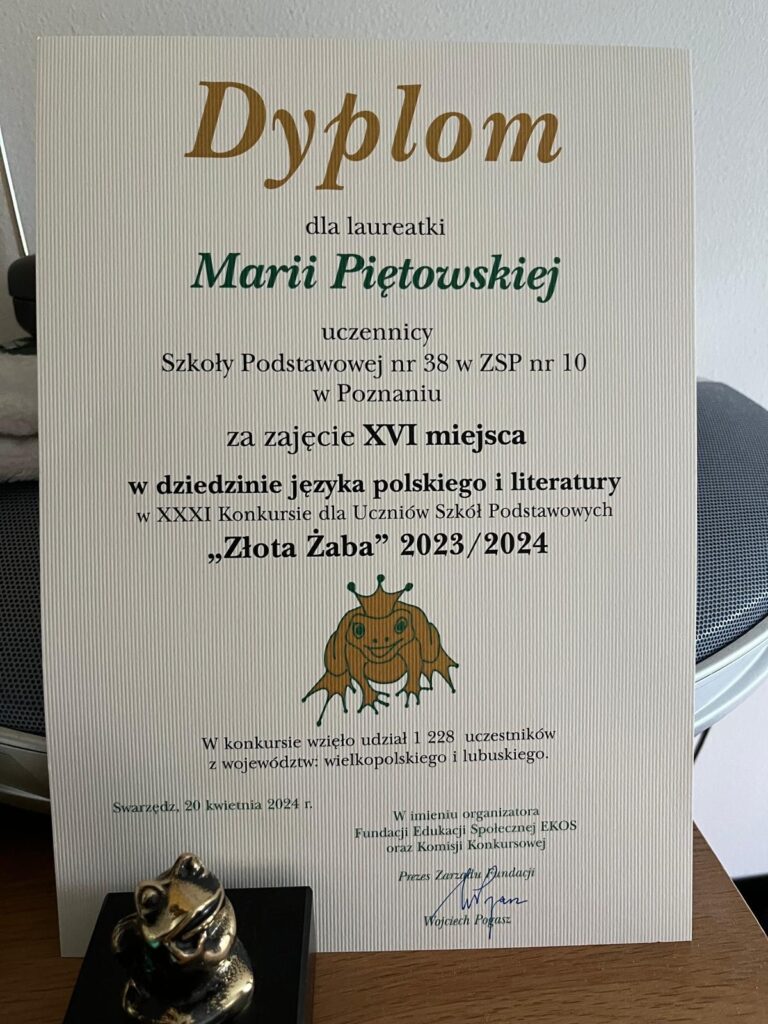 Dyplom
dla laureatki
Marii Piętowskiej
uczennicy
Szkoły Podstawowej nr 38 w ZSP nr 10
w Poznaniu
za zajęcie XVI miejsca
w dziedzinie języka polskiego i literatury
w XXXI Konkursie dla Uczniów Szkół Podstawowych
„Złota Żaba” 2023/2024
W konkursie wzięło udział 1 228 uczestników
z województw: wielkopolskiego i lubuskiego.
Swarzędz, 20 kwietnia 2024 r.
W imieniu organizatora
Fundacji Edukacji Społecznej EKOS
oraz Komisji Konkursowej
Prezes Zarządu Fundacji
Wojciech Pogasz